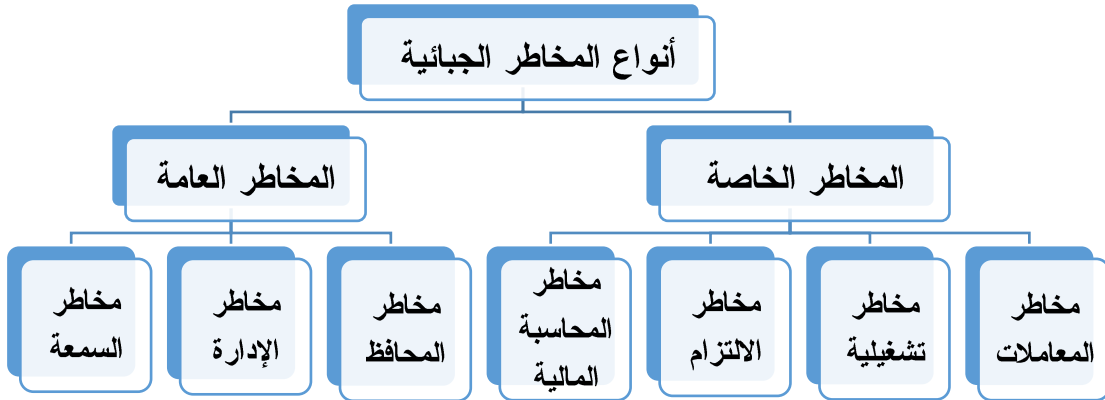 أنواع المخاطر الجبائية
المخاطر الخاصة
المخاطر العامة
مخاطر
المعاملات
مخاطر
تشغيلية
مخاطر
الالتزام
مخاطر
المحاسبة
المالية
مخاطر
المحافظ
مخاطر
الإدارة
مخاطر
السمعة